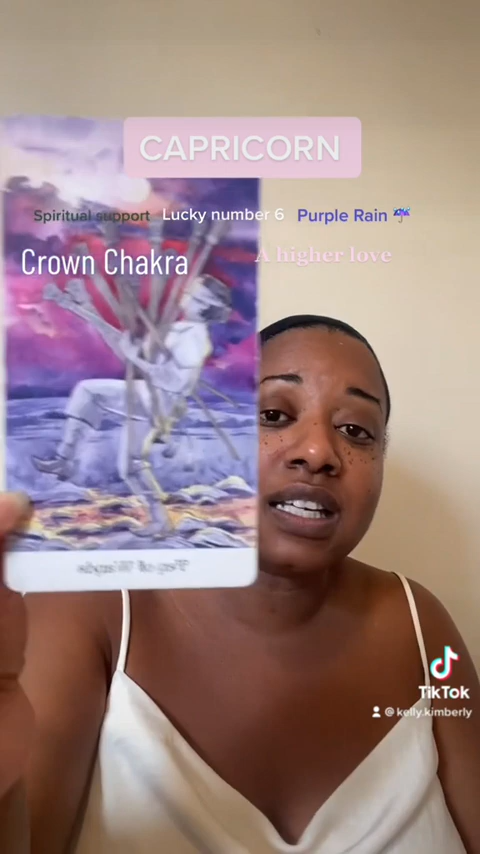 CAPRICORN
Spiritual support Lucky number 6 Purple Rain ☔
Crown Chakra A higher love
TikTok
@kelly.kimberly